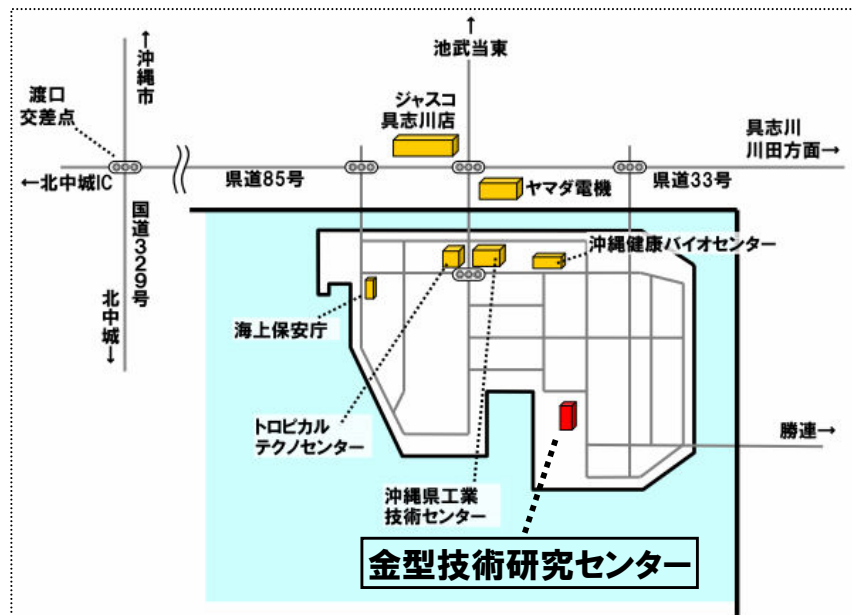 ↑
沖縄市
↑
池武当東
渡口
交差点
ジャスコ
具志川店
具志川
川田方面→
←北中城IC
県道85号
ヤマダ電機
県道33号
国道329号
沖縄健康バイオセンター
北中城
↓
海上保安庁
トロピカル
テクノセンター
勝連→
沖縄県工業
技術センター
金型技術研究センター